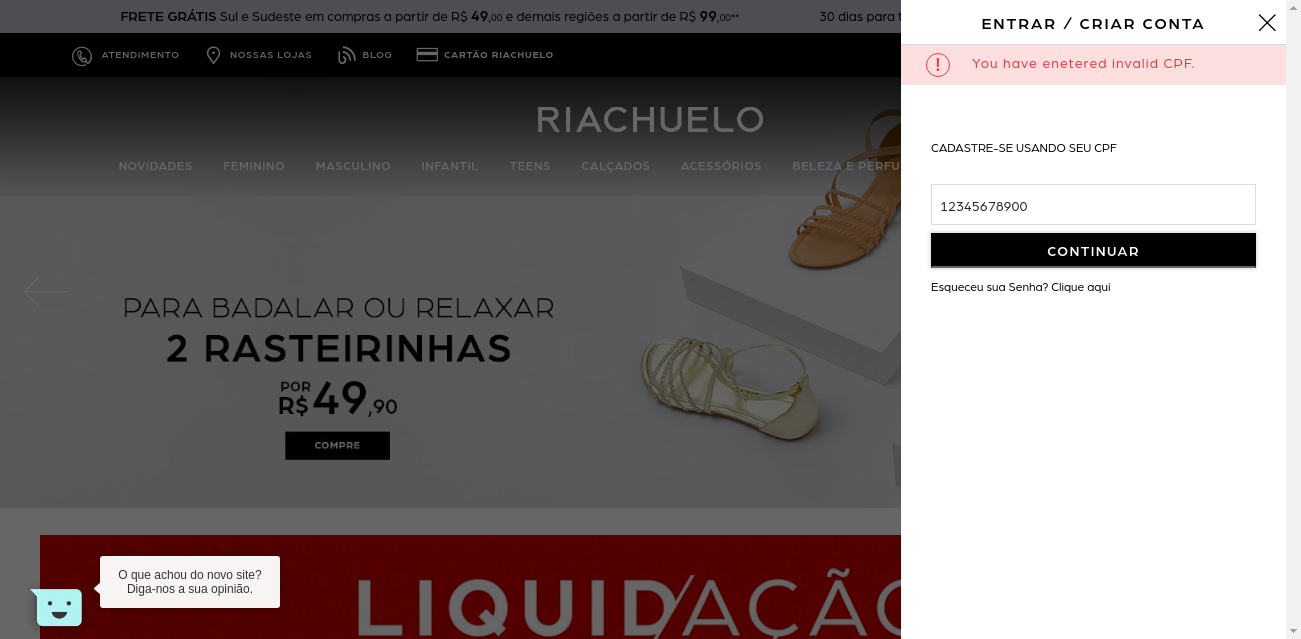 FRETE GRÁTIS Sul e Sudeste em compras a partir de R$ 49,00 e demais regiões a partir de R$ 99,00** 30 dias para
ENTRAR / CRIAR CONTA
ATENDIMENTO NOSSAS LOJAS BLOG CARTÃO RIACHUELO
You have enetered invalid CPF.
RIACHUELO
NOVIDADES FEMININO MASCULINO INFANTIL TEENS CALÇADOS ACESSÓRIOS BELEZA E PERFU
CADASTRE-SE USANDO SEU CPF
12345678900
CONTINUAR
Esqueceu sua Senha? Clique aqui
PARA BADALAR OU RELAXAR
2 RASTEIRINHAS
POR
R$49,90
COMPRE
O que achou do novo site?
Diga-nos a sua opinião.
LIQUIDAÇÃO